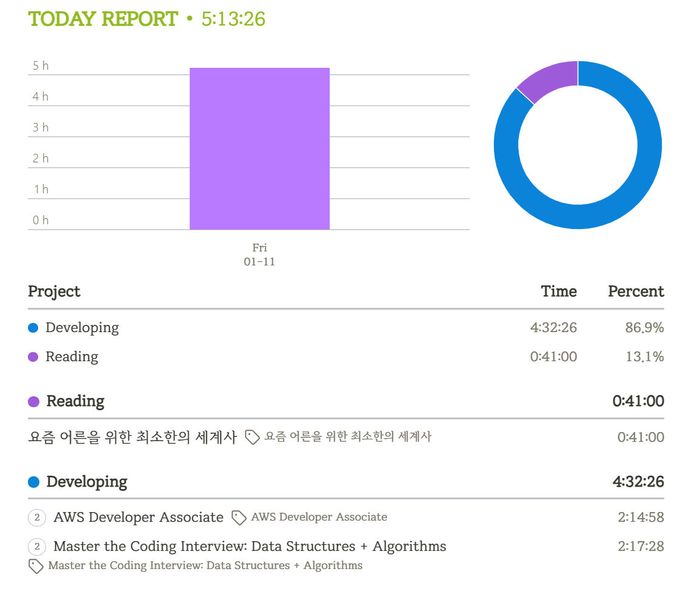 TODAY REPORT • 5:13:26
5 h
4 h
3 h
2 h
1 h
0 h
Fri
01-11
Project Time Percent
Developing 4:32:26 86.9%
Reading 0:41:00 13.1%
Reading 0:41:00
요즘 어른을 위한 최소한의 세계사 요즘 어른을 위한 최소한의 세계사 0:41:00
Developing 4:32:26
2 AWS Developer Associate AWS Developer Associate 2:14:58
2 Master the Coding Interview: Data Structures + Algorithms 2:17:28
Master the Coding Interview: Data Structures + Algorithms